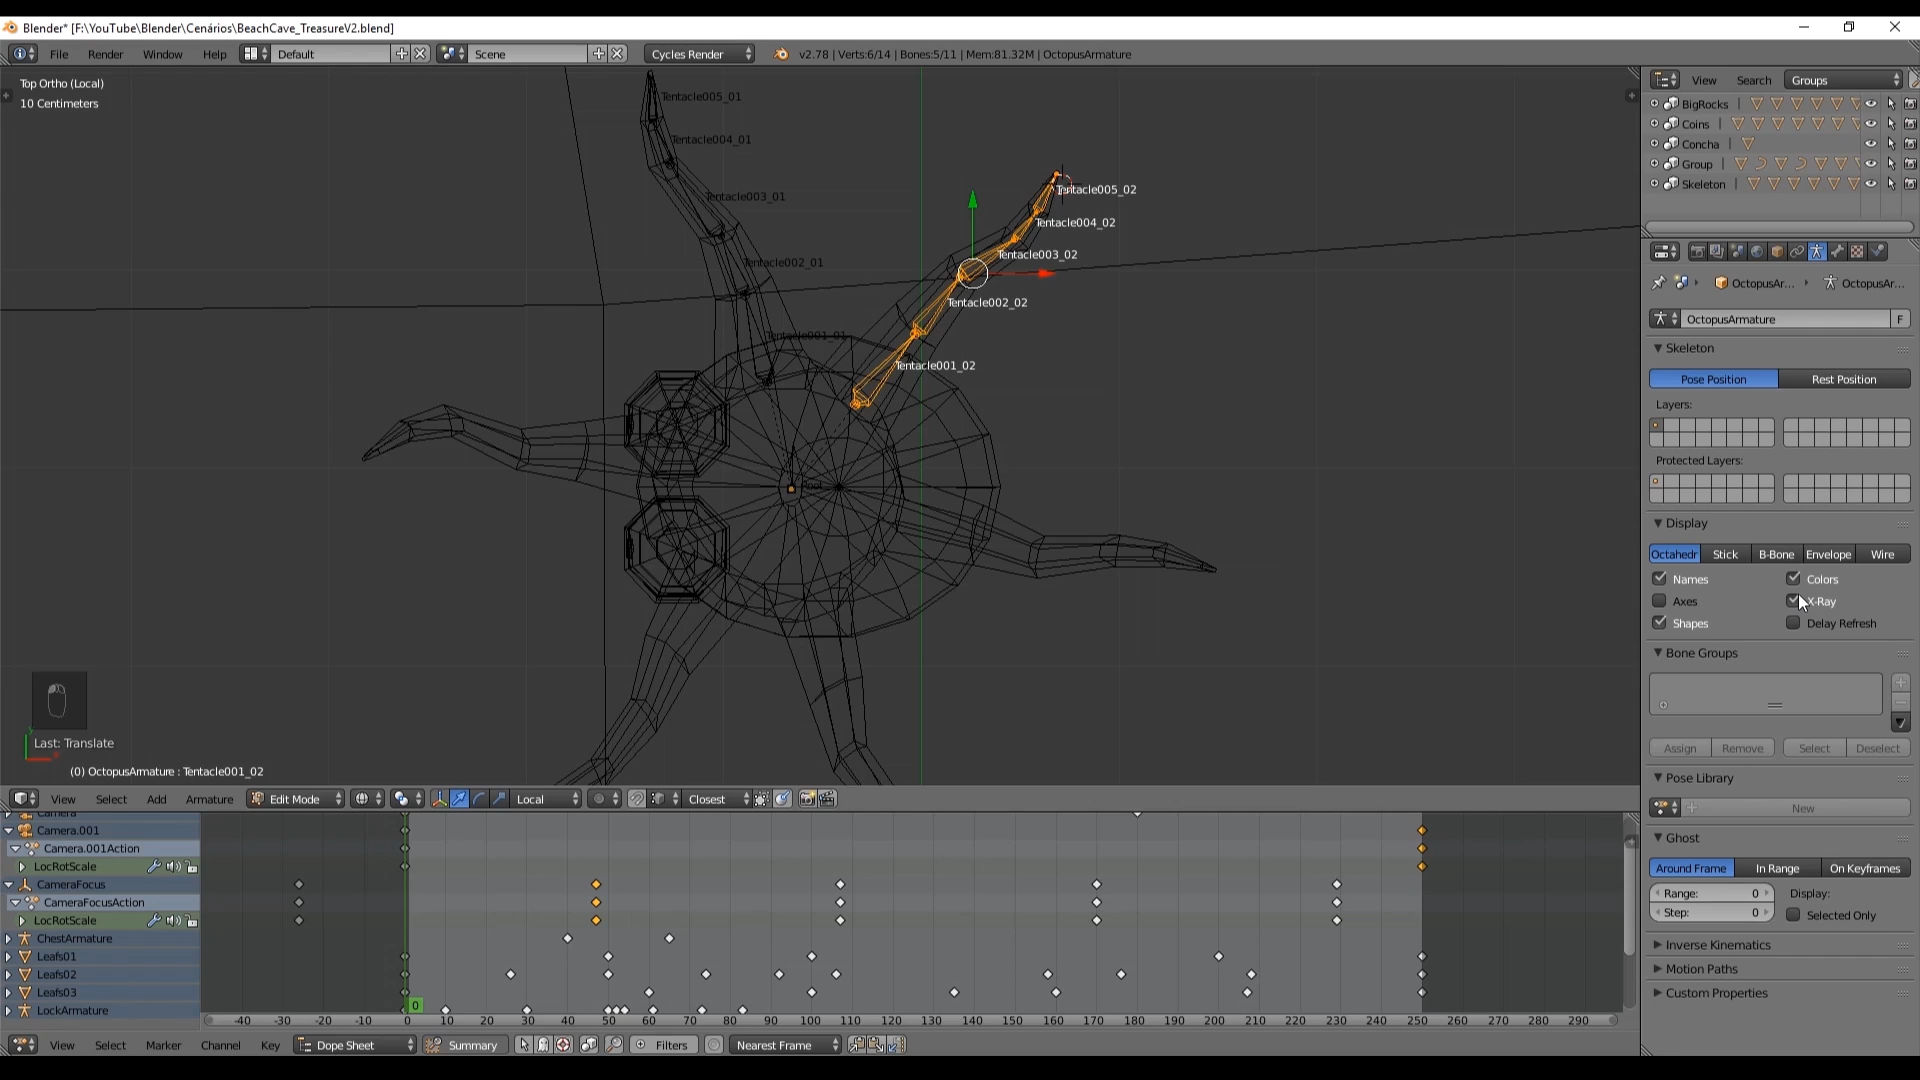 Blender* [F:\YouTube\Blender\Cenários\BeachCave_TreasureV2.blend]
File Render Window Help Default Scene Cycles Render v2.78 | Verts:6/14 | Bones:5/11 | Mem:81.32M | OctopusArmature
Top Ortho (Local)
10 Centimeters
Tentacle005_01
Tentacle004_01
Tentacle003_01
Tentacle002_01
Tentacle001_01
Tentacle005_02
Tentacle004_02
Tentacle003_02
Tentacle002_02
Tentacle001_02
Last: Translate
(0) OctopusArmature : Tentacle001_02
View Select Add Armature Edit Mode Local Closest
Camera
Camera.001
Camera.001Action
LocRotScale
CameraFocus
CameraFocusAction
LocRotScale
ChestArmature
Leafs01
Leafs02
Leafs03
LockArmature
0
-40 -30 -20 -10 0 10 20 30 40 50 60 70 80 90 100 110 120 130 140 150 160 170 180 190 200 210 220 230 240 250 260 270 280 290
View Select Marker Channel Key Dope Sheet Summary Filters Nearest Frame
View Search Groups
BigRocks
Coins
Concha
Group
Skeleton
OctopusAr... OctopusAr...
OctopusArmature F
Skeleton
Pose Position Rest Position
Layers:
Protected Layers:
Display
Octahedr Stick B-Bone Envelope Wire
Names Colors
Axes X-Ray
Shapes Delay Refresh
Bone Groups
Assign Remove Select Deselect
Pose Library
New
Ghost
Around Frame In Range On Keyframes
Range: 0 Display:
Step: 0 Selected Only
Inverse Kinematics
Motion Paths
Custom Properties